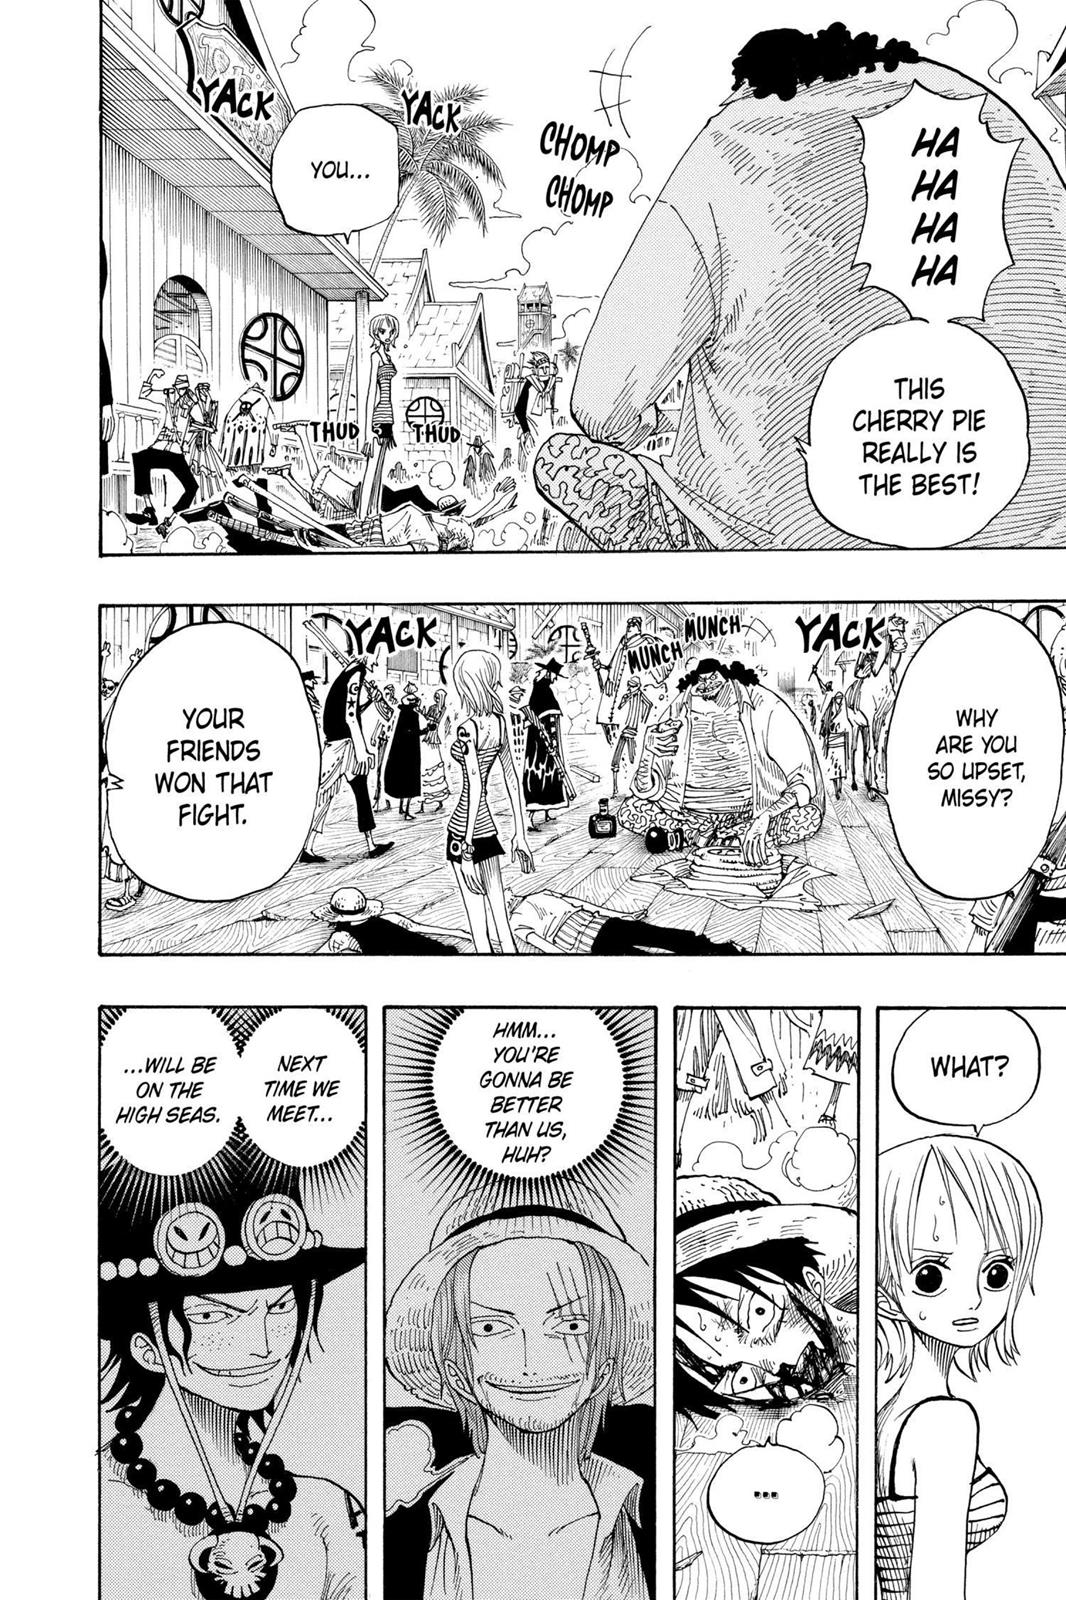 HA
HA
HA
HA
THIS
CHERRY PIE
REALLY IS
THE BEST!
CHOMP
CHOMP
YACK
YOU...
YACK
THUD
THUD
WHY
ARE YOU
SO UPSET,
MISSY?
YACK
MUNCH
MUNCH
YACK
YOUR
FRIENDS
WON THAT
FIGHT.
WHAT?
...
HMM...
YOU'RE
GONNA BE
BETTER
THAN US,
HUH?
NEXT
TIME WE
MEET...
...WILL BE
ON THE
HIGH SEAS.